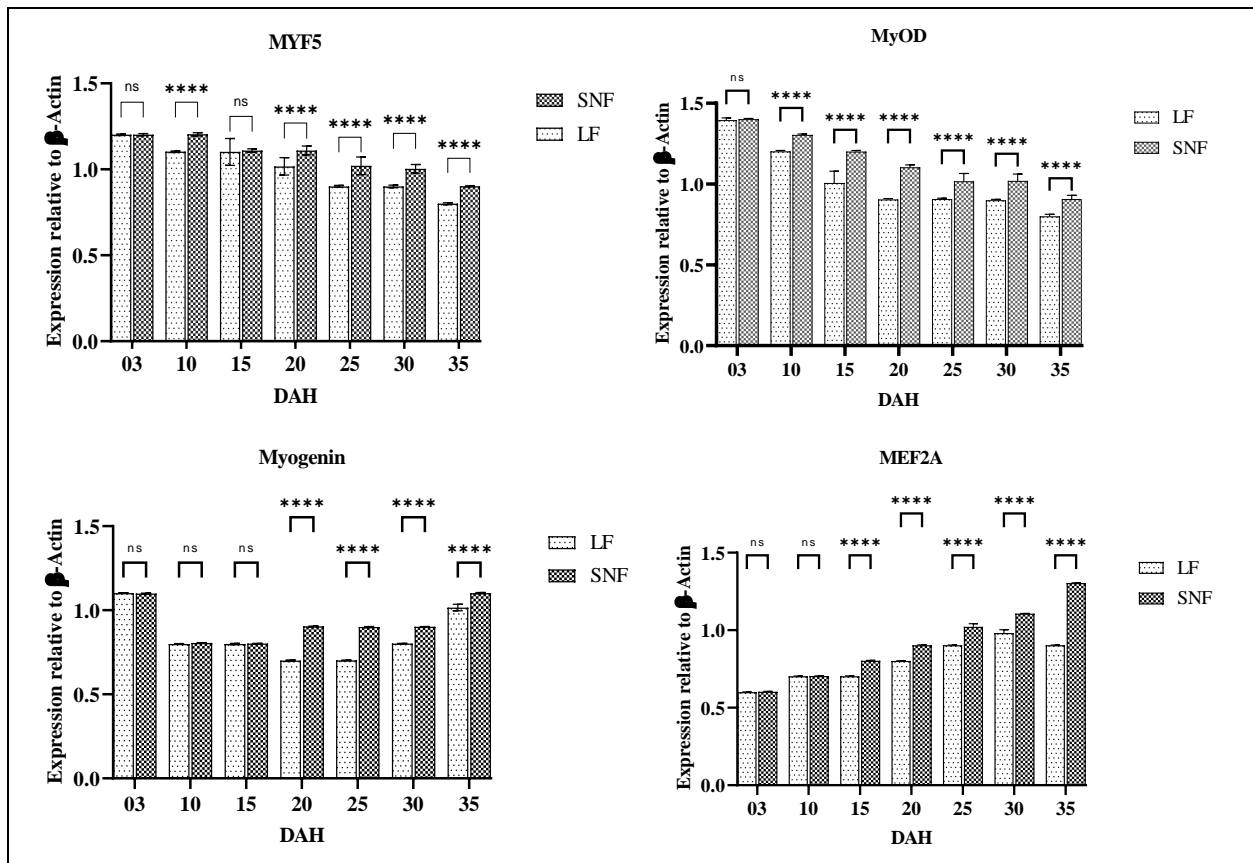 MYF5
ns **** ns **** **** **** ****
Expression relative to β-Actin
1.5
1.0
0.5
0.0
03 10 15 20 25 30 35
DAH
SNF
LF
MyOD
ns **** **** **** **** **** ****
Expression relative to β-Actin
1.5
1.0
0.5
0.0
03 10 15 20 25 30 35
DAH
LF
SNF
Myogenin
ns ns ns **** **** **** ****
Expression relative to β-Actin
1.5
1.0
0.5
0.0
03 10 15 20 25 30 35
DAH
LF
SNF
MEF2A
ns ns **** **** **** **** ****
Expression relative to β-Actin
1.5
1.0
0.5
0.0
03 10 15 20 25 30 35
DAH
LF
SNF